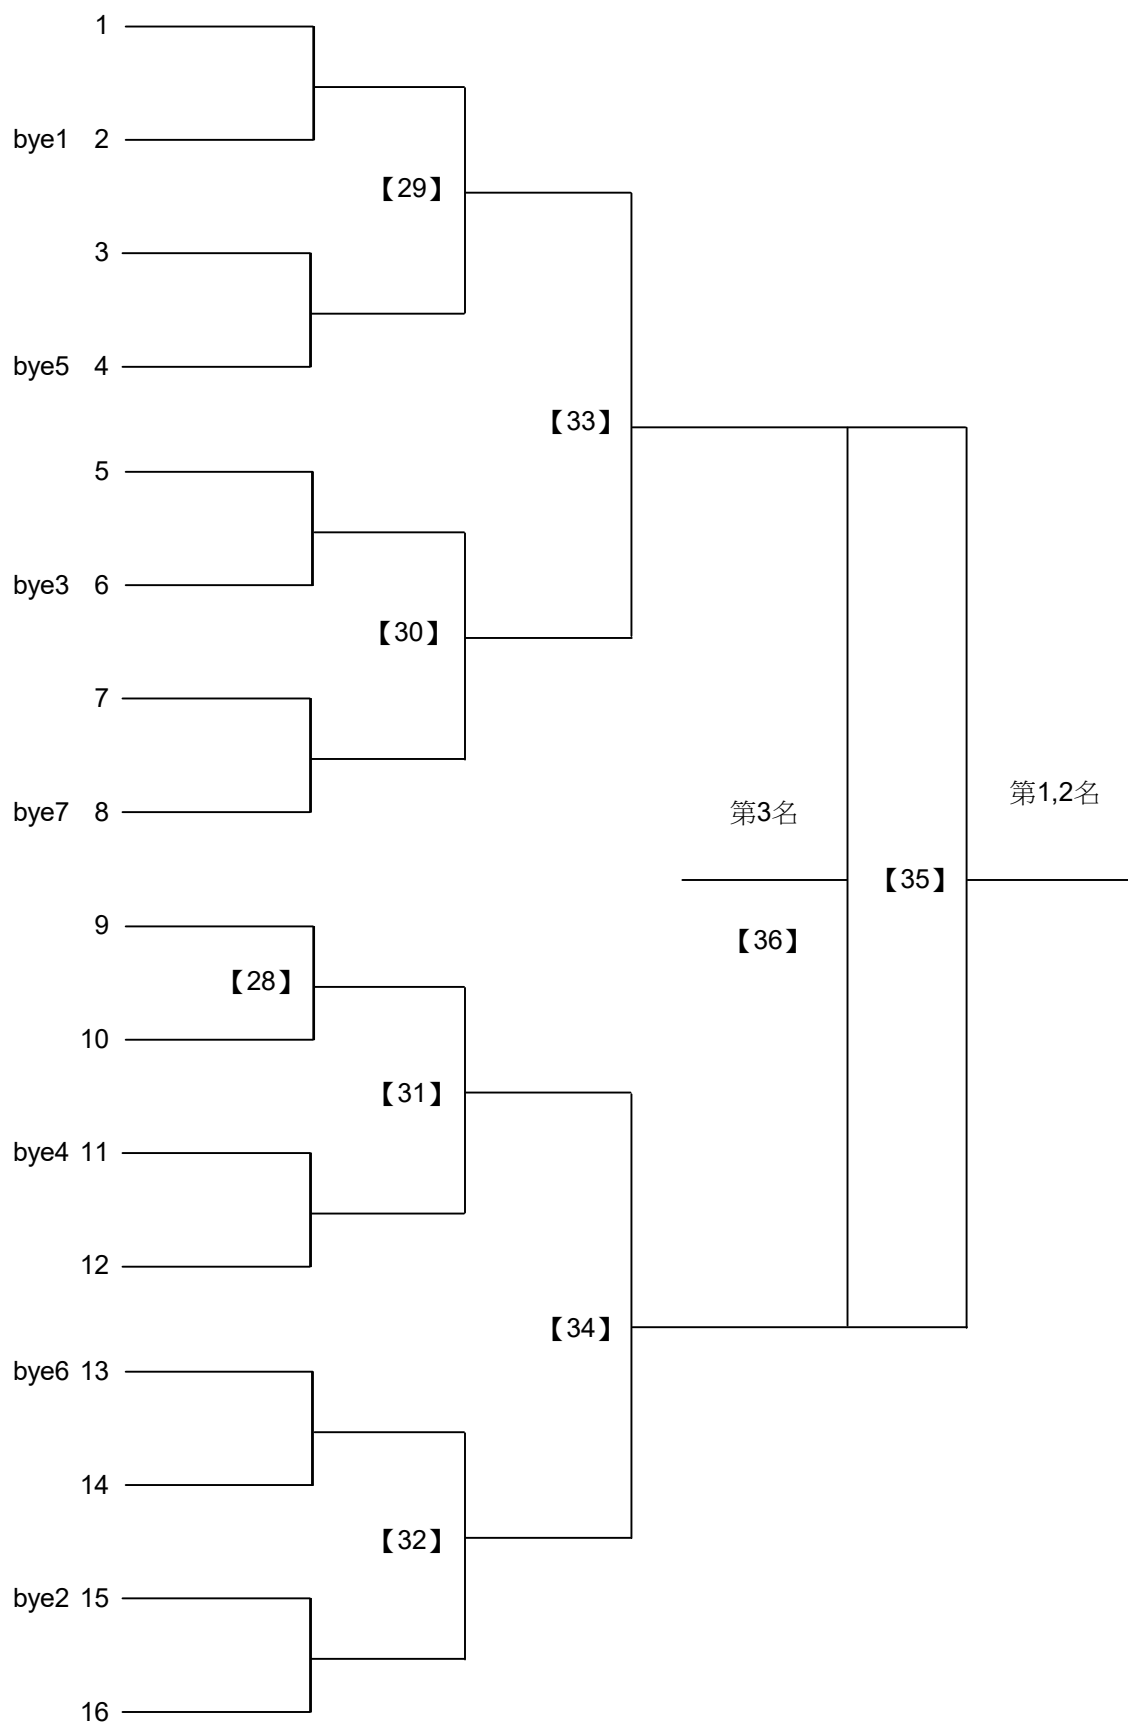 1
bye1 2
【29】
3
bye5 4
【33】
5
bye3 6
【30】
7
bye7 8
第3名
第1,2名
【35】
9
【36】
【28】
10
【31】
bye4 11
12
【34】
bye6 13
14
【32】
bye2 15
16